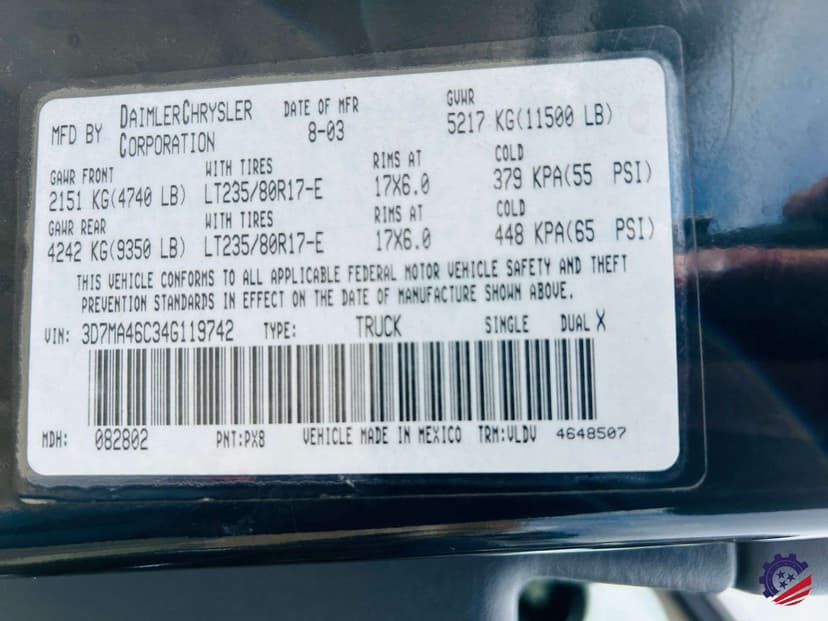 MFD BY DAIMLERCHRYSLER CORPORATION DATE OF MFR 8-03 GVWR 5217 KG(11500 LB)
GAWR FRONT WITH TIRES RIMS AT COLD
2151 KG(4740 LB) LT235/80R17-E 17X6.0 379 KPA(55 PSI)
GAWR REAR WITH TIRES RIMS AT COLD
4242 KG(9350 LB) LT235/80R17-E 17X6.0 448 KPA(65 PSI)
THIS VEHICLE CONFORMS TO ALL APPLICABLE FEDERAL MOTOR VEHICLE SAFETY AND THEFT
PREVENTION STANDARDS IN EFFECT ON THE DATE OF MANUFACTURE SHOWN ABOVE.
VIN: 3D7MA46C34G119742 TYPE: TRUCK SINGLE DUAL X
MDH: 082802 PNT:PX8 VEHICLE MADE IN MEXICO TRM:VLDV 4648507